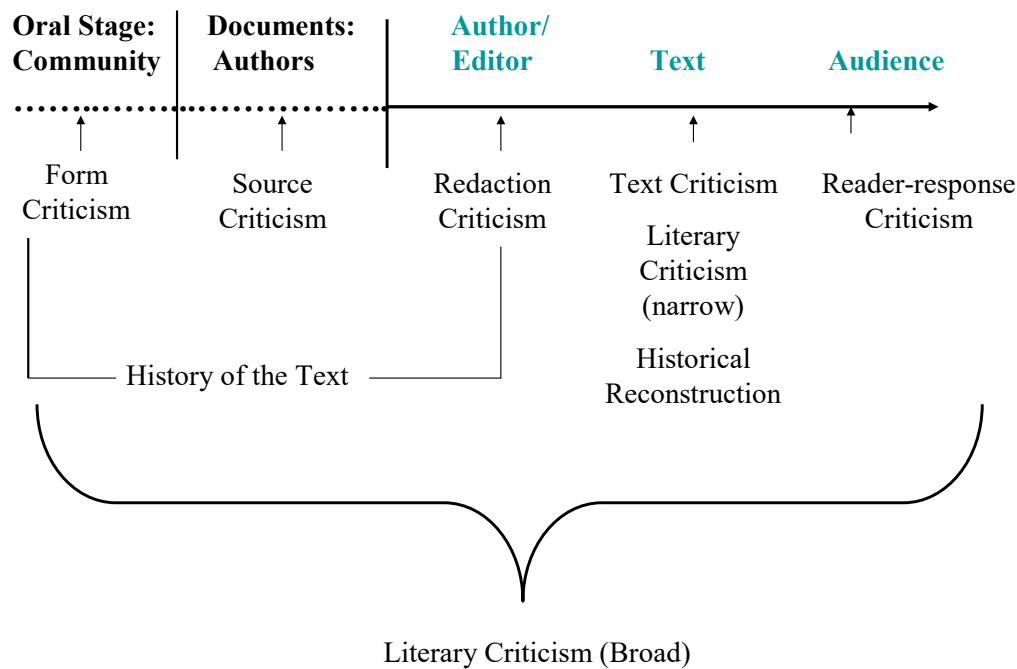 Oral Stage:
Community
Documents:
Authors
Author/
Editor
Text
Audience
Form
Criticism
Source
Criticism
Redaction
Criticism
Text Criticism
Literary
Criticism
(narrow)
Historical
Reconstruction
Reader-response
Criticism
History of the Text
Literary Criticism (Broad)